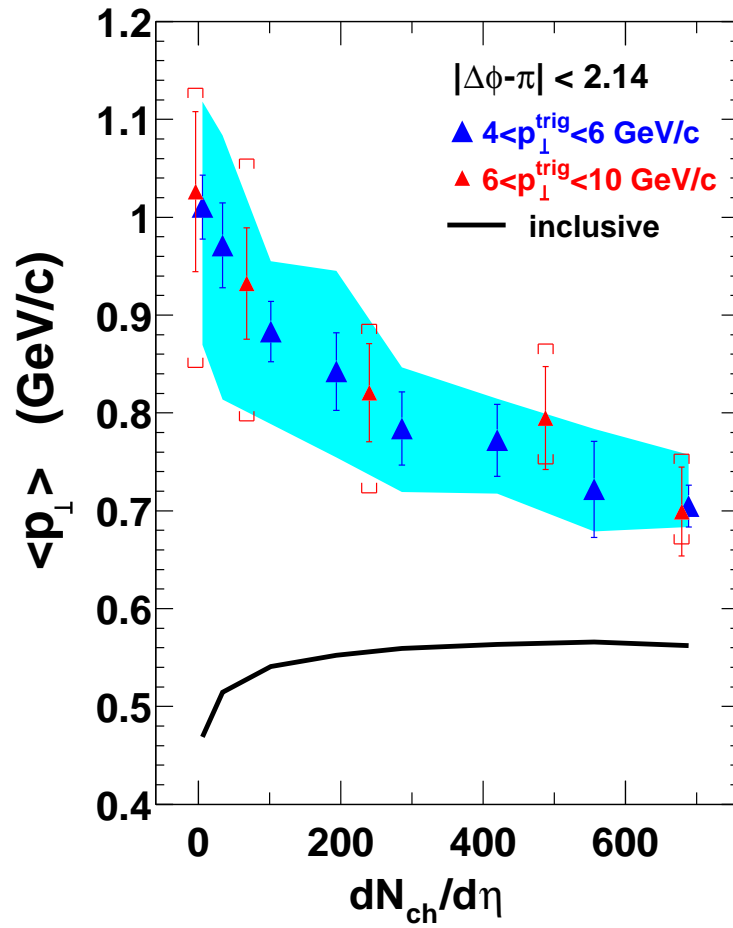 1.2
1.1
1
0.9
0.8
0.7
0.6
0.5
0.4
<p⊥> (GeV/c)
|Δϕ-π| < 2.14
4<p⊥^trig<6 GeV/c
6<p⊥^trig<10 GeV/c
inclusive
0 200 400 600
dN_ch/dη